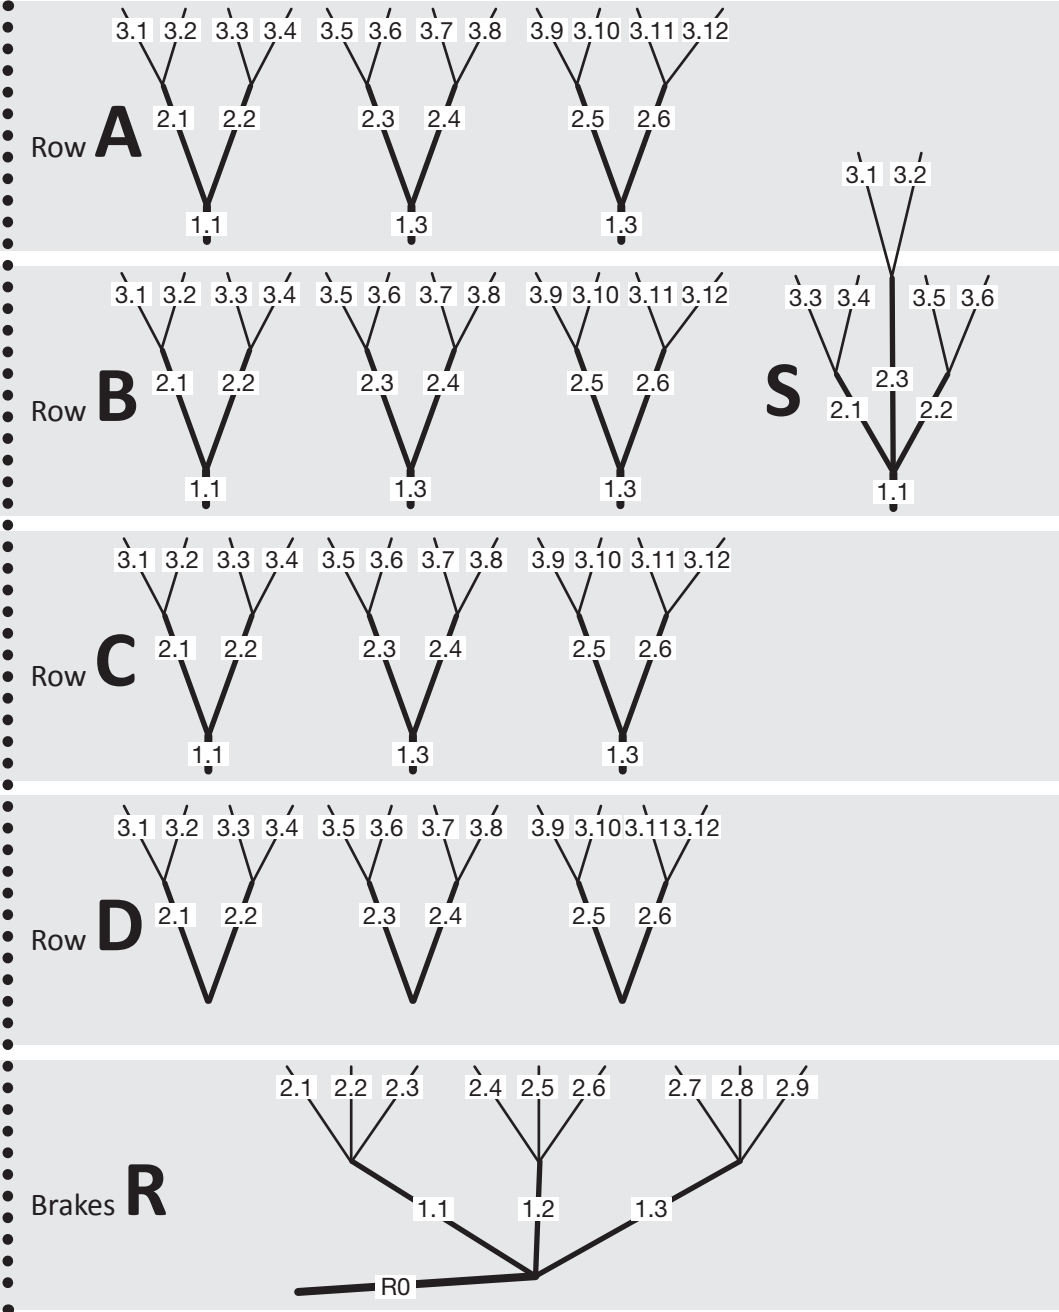 3.1 3.2 3.3 3.4 3.5 3.6 3.7 3.8 3.9 3.10 3.11 3.12
2.1 2.2 2.3 2.4 2.5 2.6
Row A
1.1 1.3 1.3
3.1 3.2
3.1 3.2 3.3 3.4 3.5 3.6 3.7 3.8 3.9 3.10 3.11 3.12
2.1 2.2 2.3 2.4 2.5 2.6
Row B
1.1 1.3 1.3
3.3 3.4 3.5 3.6
2.3
S
2.1 2.2
1.1
3.1 3.2 3.3 3.4 3.5 3.6 3.7 3.8 3.9 3.10 3.11 3.12
2.1 2.2 2.3 2.4 2.5 2.6
Row C
1.1 1.3 1.3
3.1 3.2 3.3 3.4 3.5 3.6 3.7 3.8 3.9 3.10 3.11 3.12
2.1 2.2 2.3 2.4 2.5 2.6
Row D
2.1 2.2 2.3 2.4 2.5 2.6 2.7 2.8 2.9
Brakes R
1.1 1.2 1.3
R0